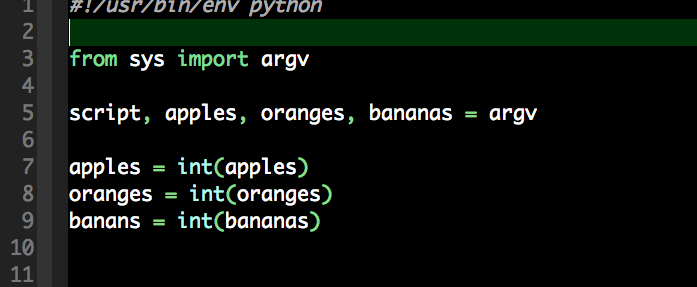 1 #!/usr/bin/env python
2
3 from sys import argv
4
5 script, apples, oranges, bananas = argv
6
7 apples = int(apples)
8 oranges = int(oranges)
9 banans = int(bananas)
10
11